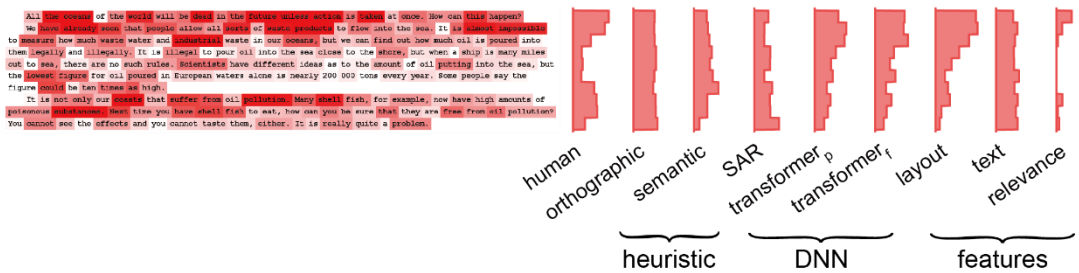 All the oceans of the world will be dead in the future unless action is taken at once. How can this happen?
We have already seen that people allow all sorts of waste products to flow into the sea. It is almost impossible
to measure how much waste water and industrial waste in our oceans, but we can find out how much oil is poured into
them legally and illegally. It is illegal to pour oil into the sea close to the shore, but when a ship is many miles
out to sea, there are no such rules. Scientists have different ideas as to the amount of oil putting into the sea, but
the lowest figure for oil poured in European waters alone is nearly 200 000 tons every year. Some people say the
figure could be ten times as high.
It is not only our coasts that suffer from oil pollution. Many shell fish, for example, now have high amounts of
poisonous substances. Next time you have shell fish to eat, how can you be sure that they are free from oil pollution?
You cannot see the effects and you cannot taste them, either. It is really quite a problem.
human
orthographic
semantic
SAR
transformer_p
transformer_f
layout
text
relevance
heuristic
DNN
features